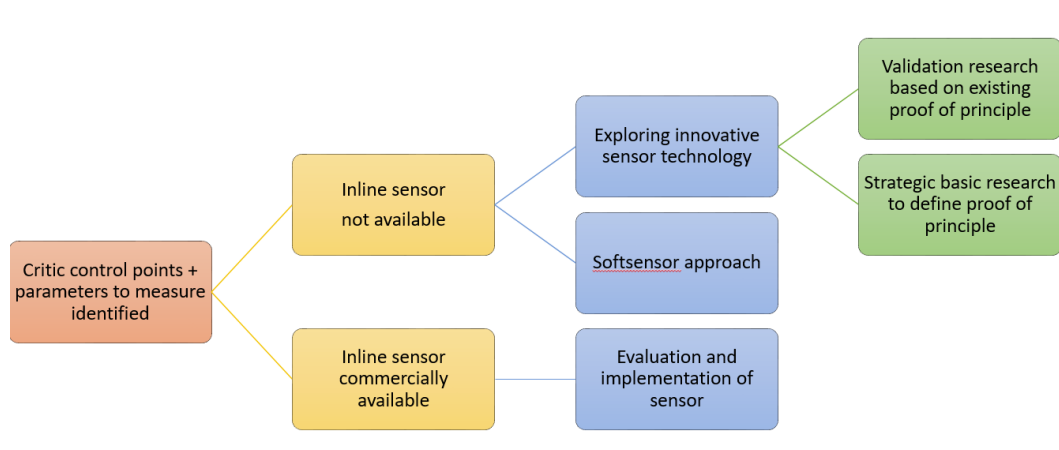 Critic control points +
parameters to measure
identified
Inline sensor
not available
Inline sensor
commercially
available
Exploring innovative
sensor technology
Softsensor approach
Evaluation and
implementation of
sensor
Validation research
based on existing
proof of principle
Strategic basic research
to define proof of
principle